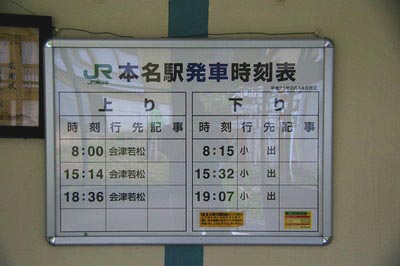 JR 本名駅発車時刻表
上り 下り
時刻 行先 記事 時刻 行先 記事
8:00 会津若松 8:15 小出
15:14 会津若松 15:32 小出
18:36 会津若松 19:07 小出